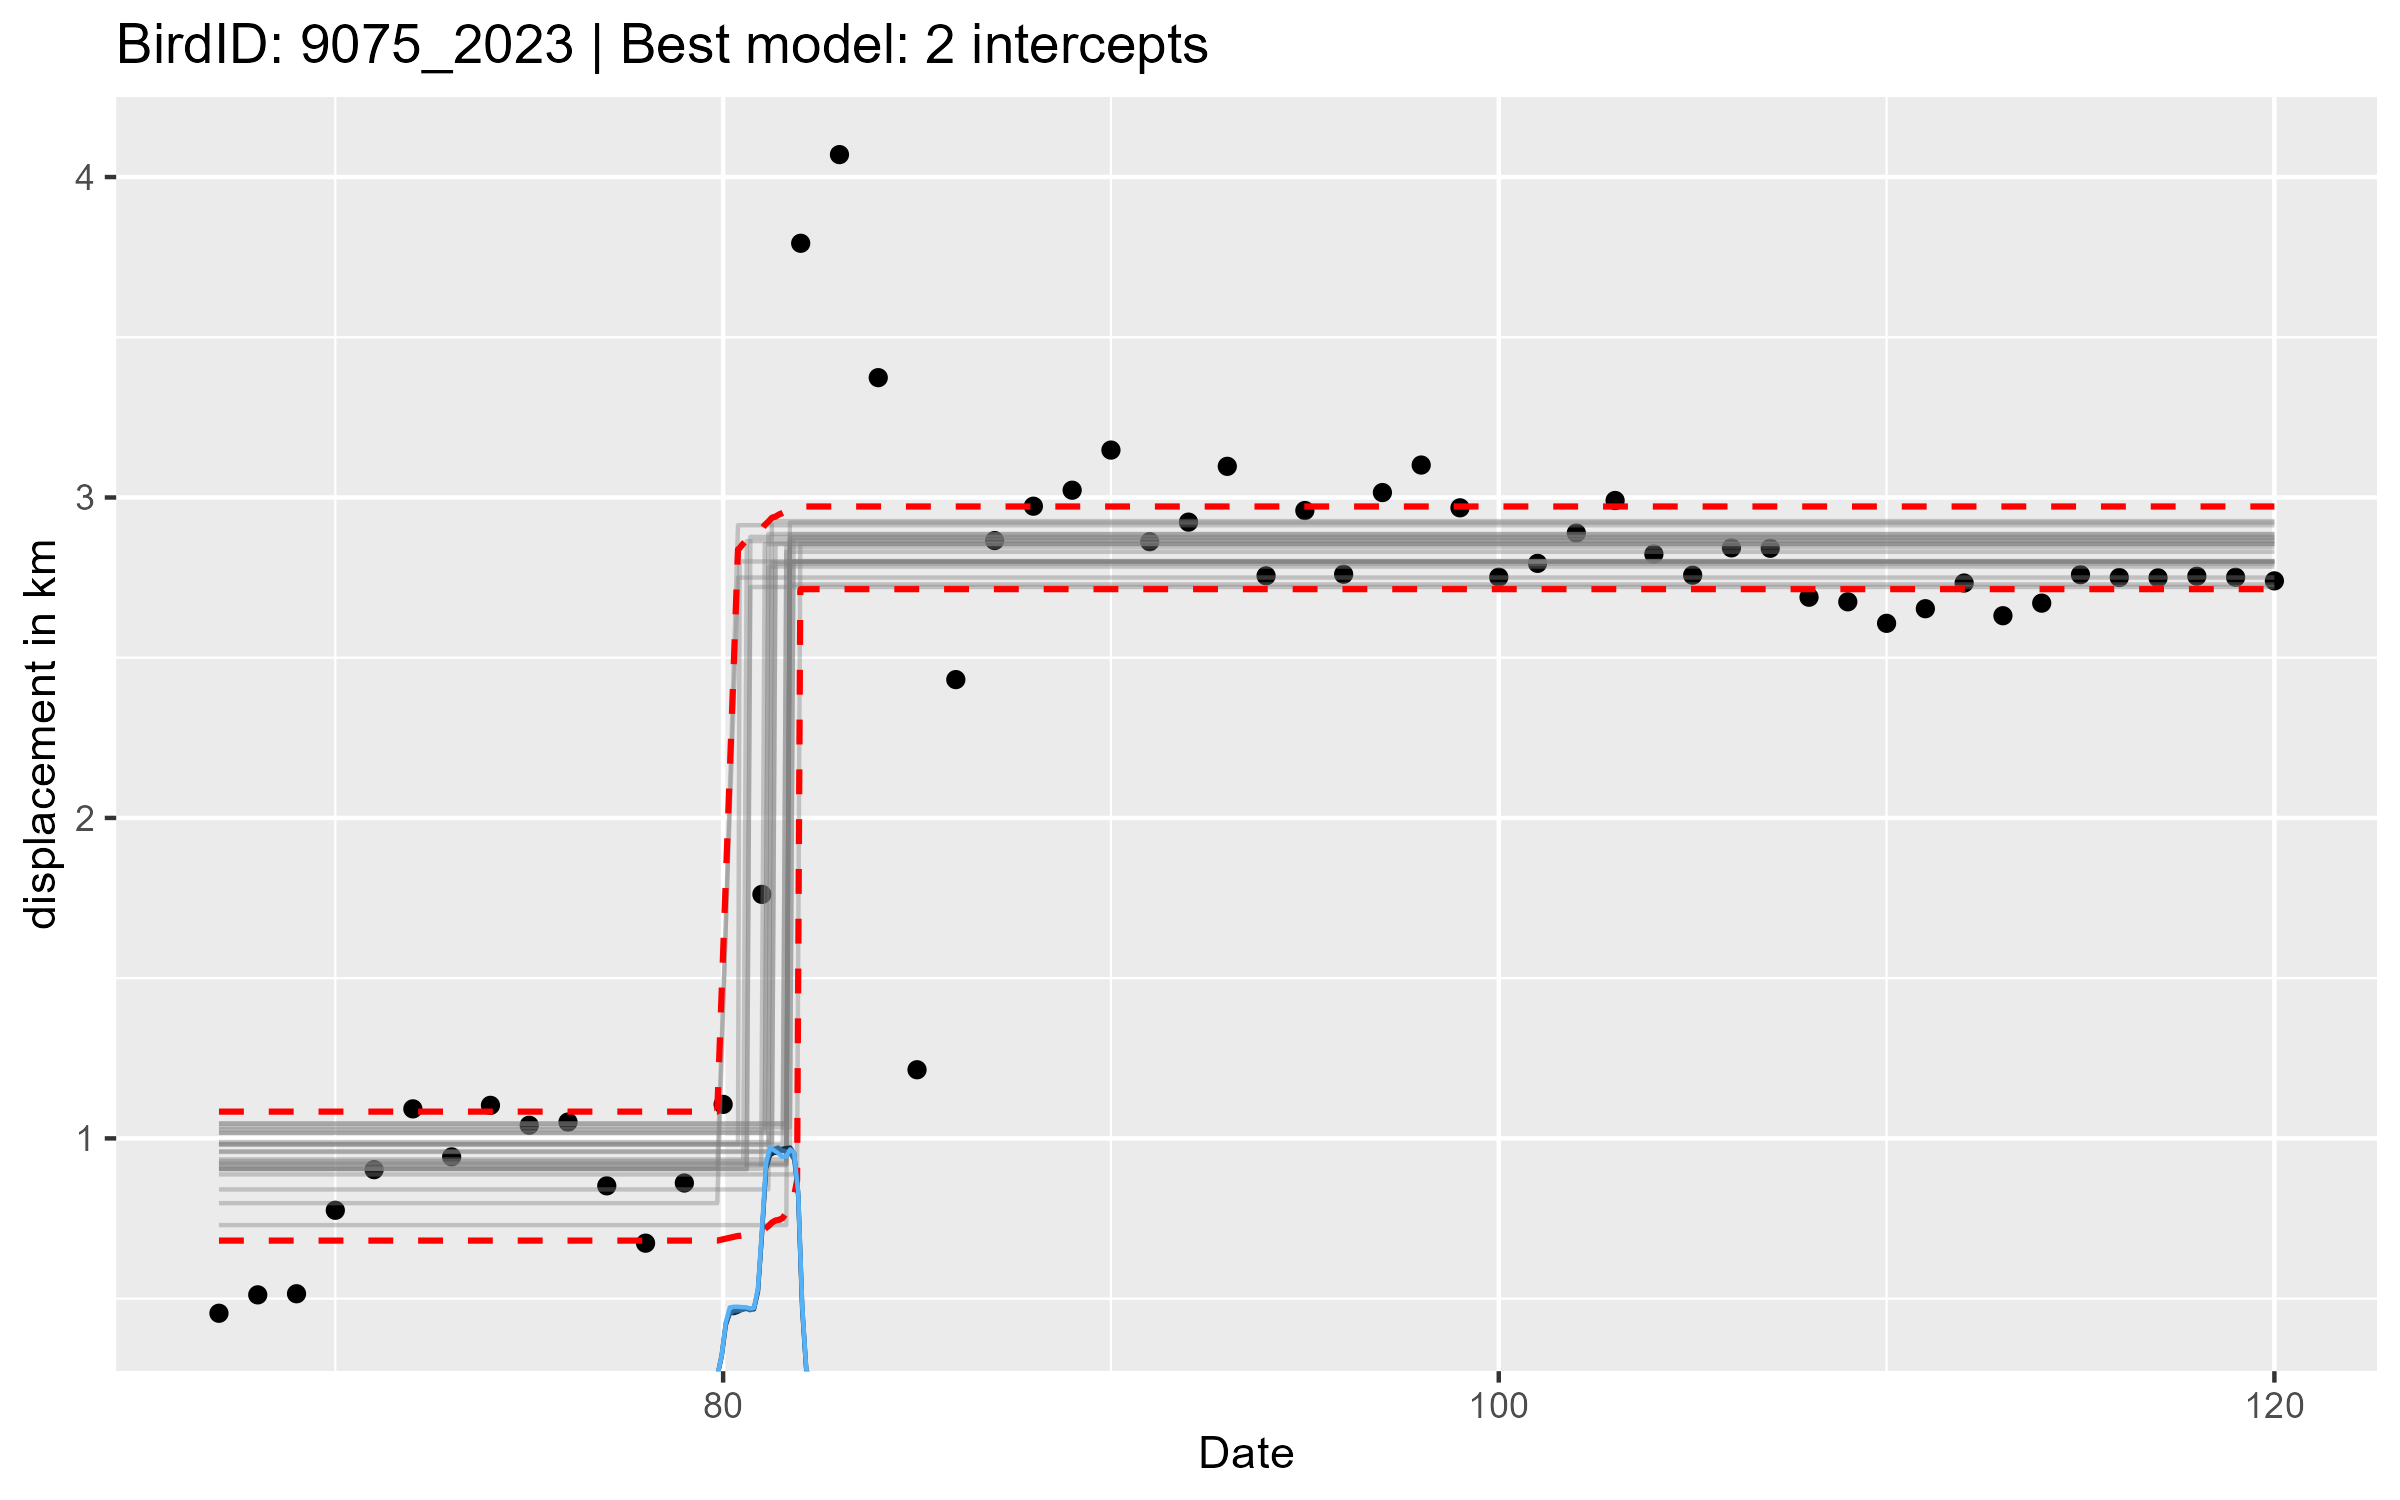 BirdID: 9075_2023 | Best model: 2 intercepts
4
3
2
1
displacement in km
80
100
120
Date